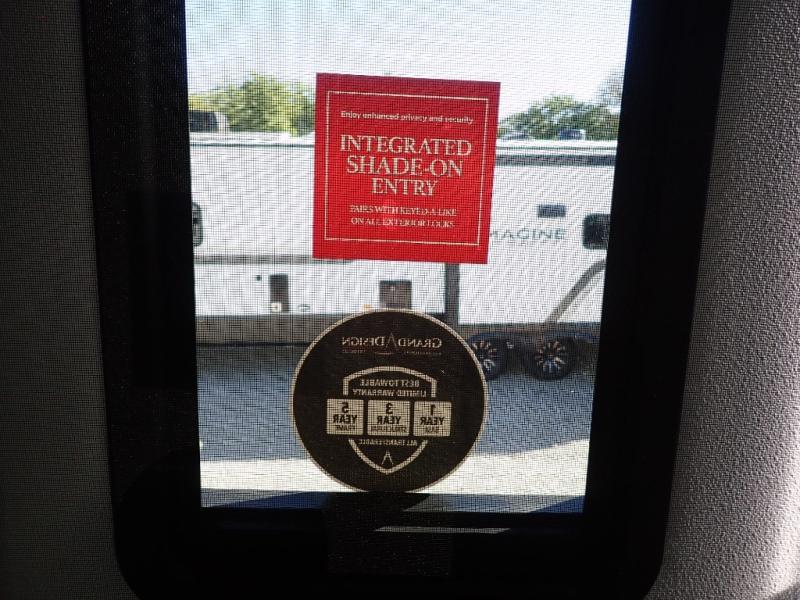 Enjoy enhanced privacy and security
INTEGRATED
SHADE-ON
ENTRY
PAIRS WITH KEYED-A-LIKE
ON ALL EXTERIOR LOCKS
MAGINE
GRAND DESIGN
BEST TOWABLE
LIMITED WARRANTY
1 YEAR
3 YEAR
5 YEAR
ALL TRANSFERABLE